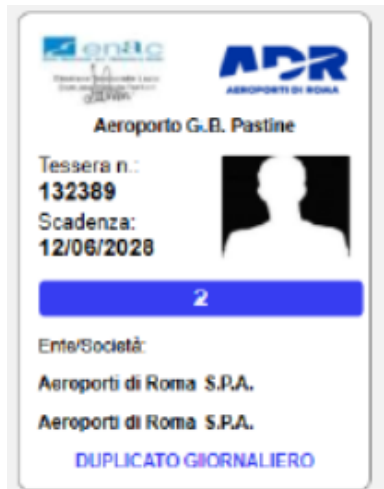 enac
ADR
AEROPORTI DI ROMA
Aeroporto G.B. Pastine
Tessera n.:
132389
Scadenza:
12/06/2028
2
Ente/Società:
Aeroporti di Roma S.P.A.
Aeroporti di Roma S.P.A.
DUPLICATO GIORNALIERO